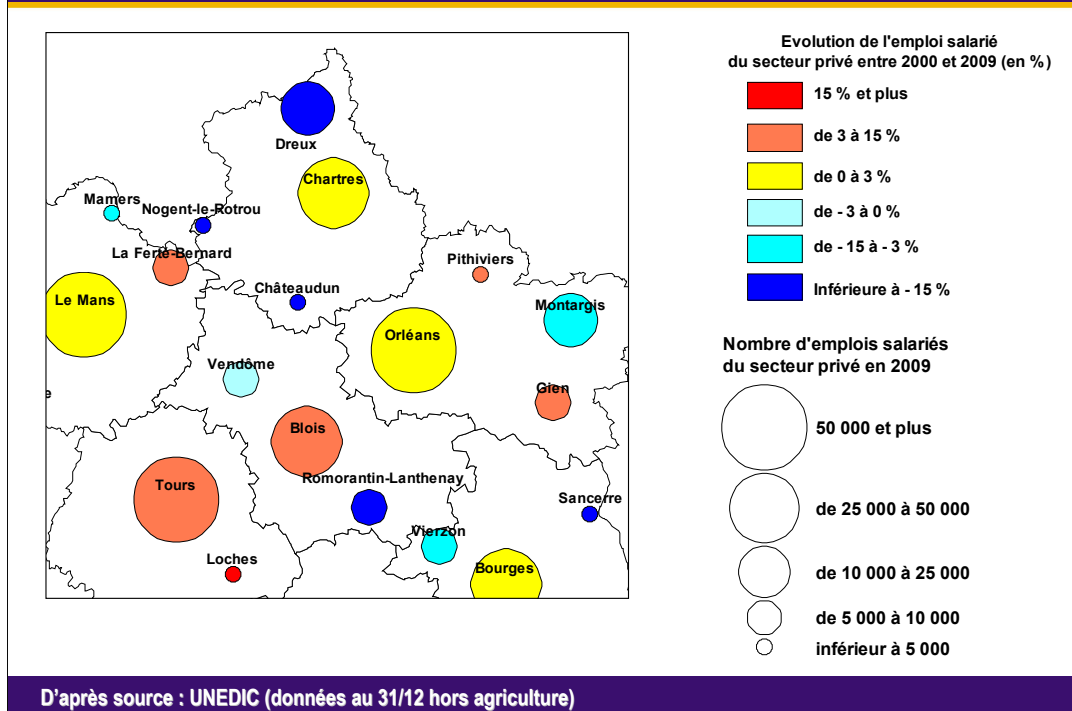 Dreux
Chartres
Mamers
Nogent-le-Rotrou
La Ferté-Bernard
Pithiviers
Châteaudun
Le Mans
Montargis
Orléans
Vendôme
e
Gien
Blois
Romorantin-Lanthenay
Tours
Sancerre
Vierzon
Loches
Bourges
Evolution de l'emploi salarié
du secteur privé entre 2000 et 2009 (en %)
15 % et plus
de 3 à 15 %
de 0 à 3 %
de - 3 à 0 %
de - 15 à - 3 %
Inférieure à - 15 %
Nombre d'emplois salariés
du secteur privé en 2009
50 000 et plus
de 25 000 à 50 000
de 10 000 à 25 000
de 5 000 à 10 000
inférieur à 5 000
D'après source : UNEDIC (données au 31/12 hors agriculture)